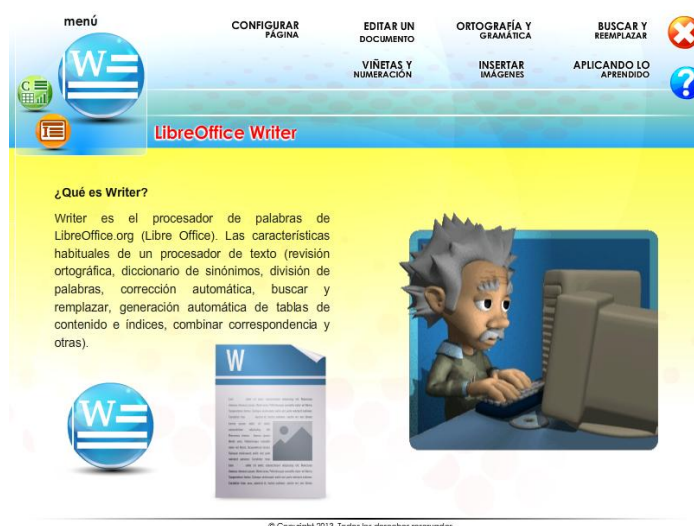 menú
CONFIGURAR
PÁGINA
EDITAR UN
DOCUMENTO
ORTOGRAFÍA Y
GRAMÁTICA
BUSCAR Y
REEMPLAZAR
VIÑETAS Y
NUMERACIÓN
INSERTAR
IMÁGENES
APLICANDO LO
APRENDIDO
W
C
?
LibreOffice Writer
¿Qué es Writer?
Writer es el procesador de palabras de
LibreOffice.org (Libre Office). Las características
habituales de un procesador de texto (revisión
ortográfica, diccionario de sinónimos, división de
palabras, corrección automática, buscar y
remplazar, generación automática de tablas de
contenido e índices, combinar correspondencia y
otras).
W
W
© Copyright 2013. Todos los derechos reservados